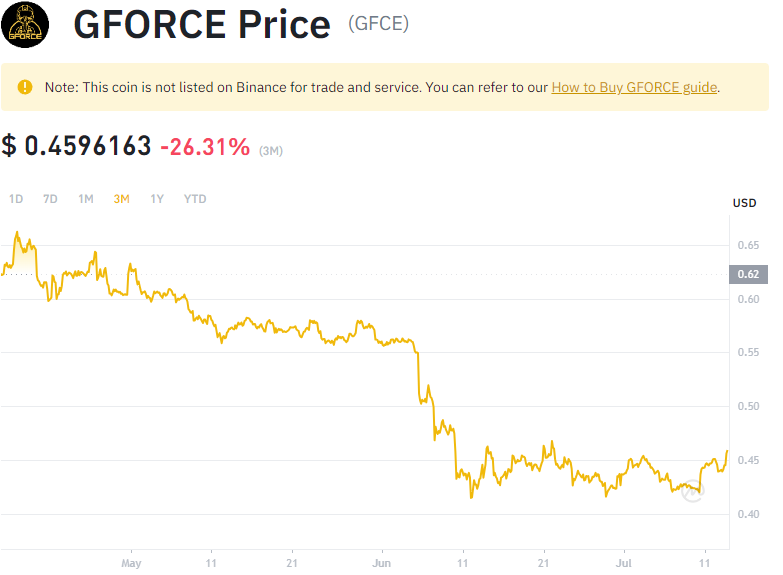 GFORCE
GFORCE Price (GFCE)
Note: This coin is not listed on Binance for trade and service. You can refer to our How to Buy GFORCE guide.
$ 0.4596163 -26.31% (3M)
1D 7D 1M 3M 1Y YTD
USD
0.65
0.62
0.60
0.55
0.50
0.45
0.40
May 11 21 Jun 11 21 Jul 11